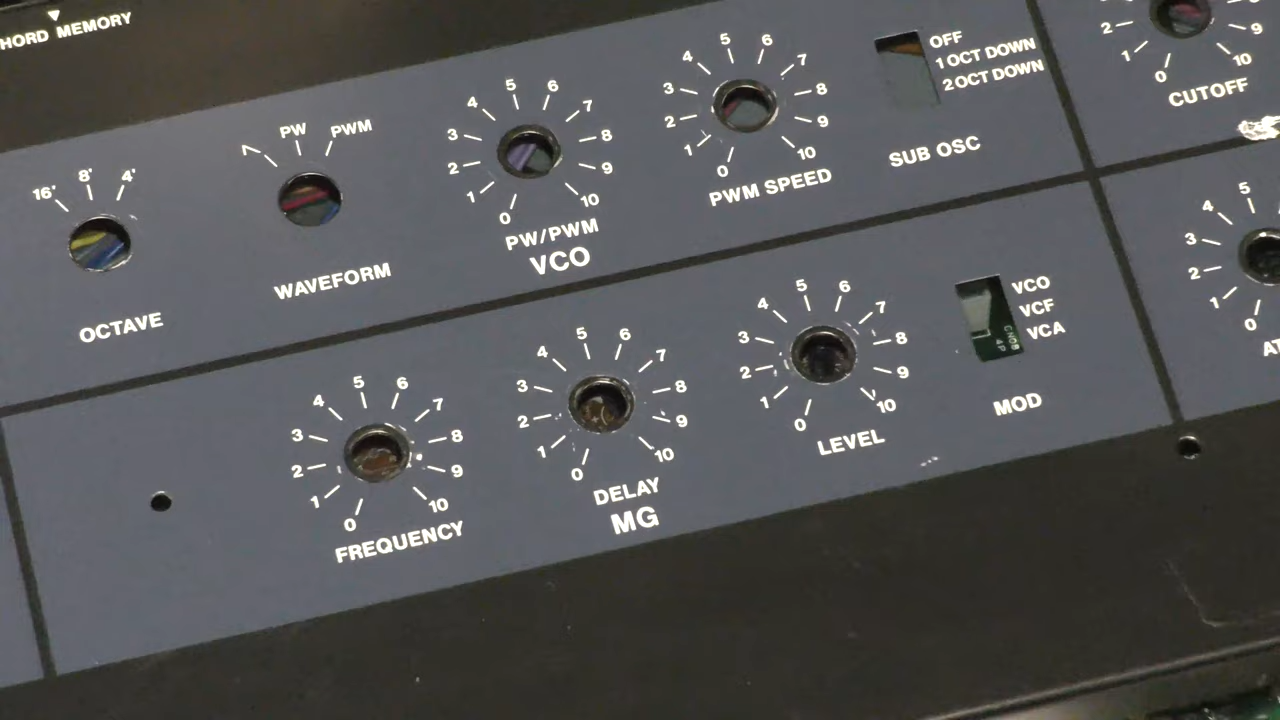 HORD MEMORY
16' 8' 4'
OCTAVE
PW PWM
WAVEFORM
0 1 2 3 4 5 6 7 8 9 10
PW/PWM
VCO
0 1 2 3 4 5 6 7 8 9 10
PWM SPEED
OFF
1 OCT DOWN
2 OCT DOWN
SUB OSC
0 1 2 9 10
CUTOFF
0 1 2 3 4 5 6 7 8 9 10
FREQUENCY
0 1 2 3 4 5 6 7 8 9 10
DELAY
MG
0 1 2 3 4 5 6 7 8 9 10
LEVEL
VCO
VCF
VCA
MOD
0 1 2 3 4 5
AT